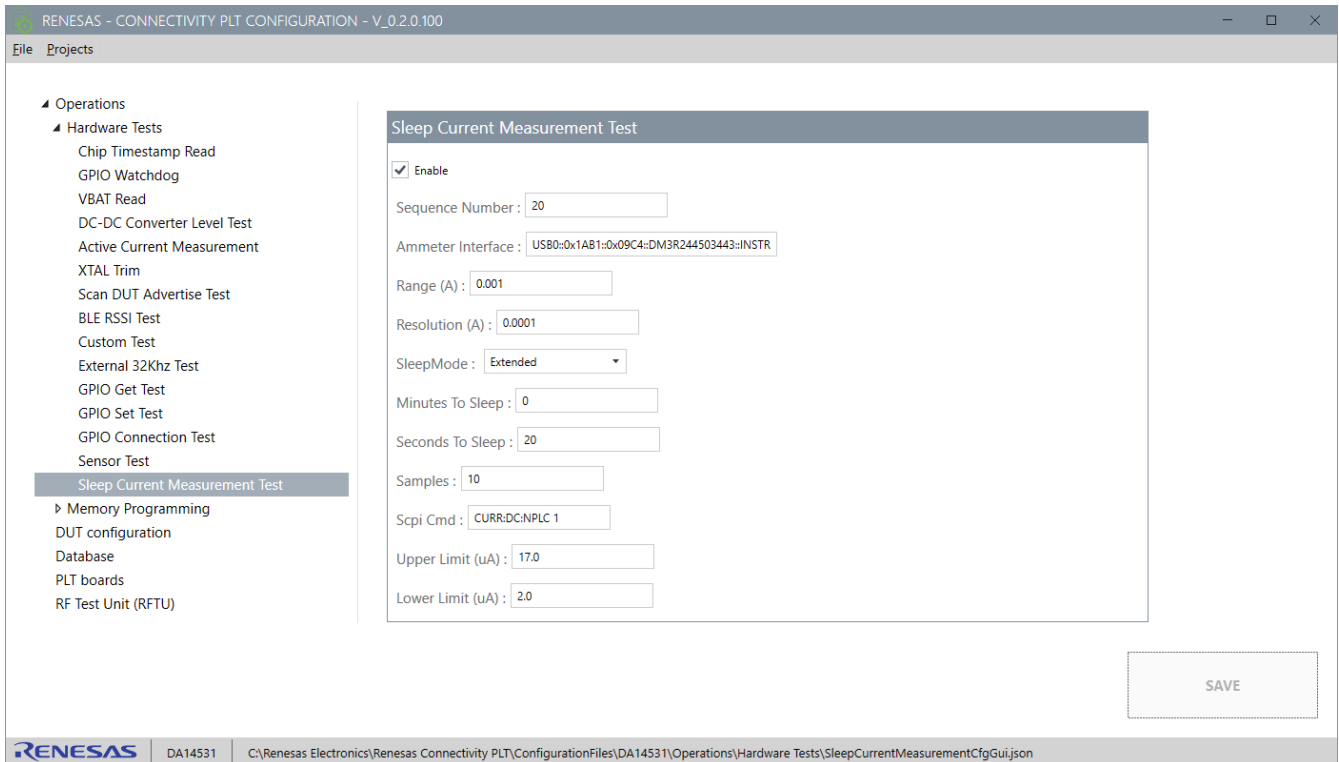 RENESAS - CONNECTIVITY PLT CONFIGURATION - V_0.2.0.100
File Projects
Operations
Hardware Tests
Chip Timestamp Read
GPIO Watchdog
VBAT Read
DC-DC Converter Level Test
Active Current Measurement
XTAL Trim
Scan DUT Advertise Test
BLE RSSI Test
Custom Test
External 32Khz Test
GPIO Get Test
GPIO Set Test
GPIO Connection Test
Sensor Test
Sleep Current Measurement Test
Memory Programming
DUT configuration
Database
PLT boards
RF Test Unit (RFTU)
Sleep Current Measurement Test
Enable
Sequence Number : 20
Ammeter Interface : USB0::0x1AB1::0x09C4::DM3R244503443::INSTR
Range (A) : 0.001
Resolution (A) : 0.0001
SleepMode : Extended
Minutes To Sleep : 0
Seconds To Sleep : 20
Samples : 10
Scpi Cmd : CURR:DC:NPLC 1
Upper Limit (uA) : 17.0
Lower Limit (uA) : 2.0
SAVE
RENESAS DA14531 C:\Renesas Electronics\Renesas Connectivity PLT\ConfigurationFiles\DA14531\Operations\Hardware Tests\SleepCurrentMeasurementCfgGui.json